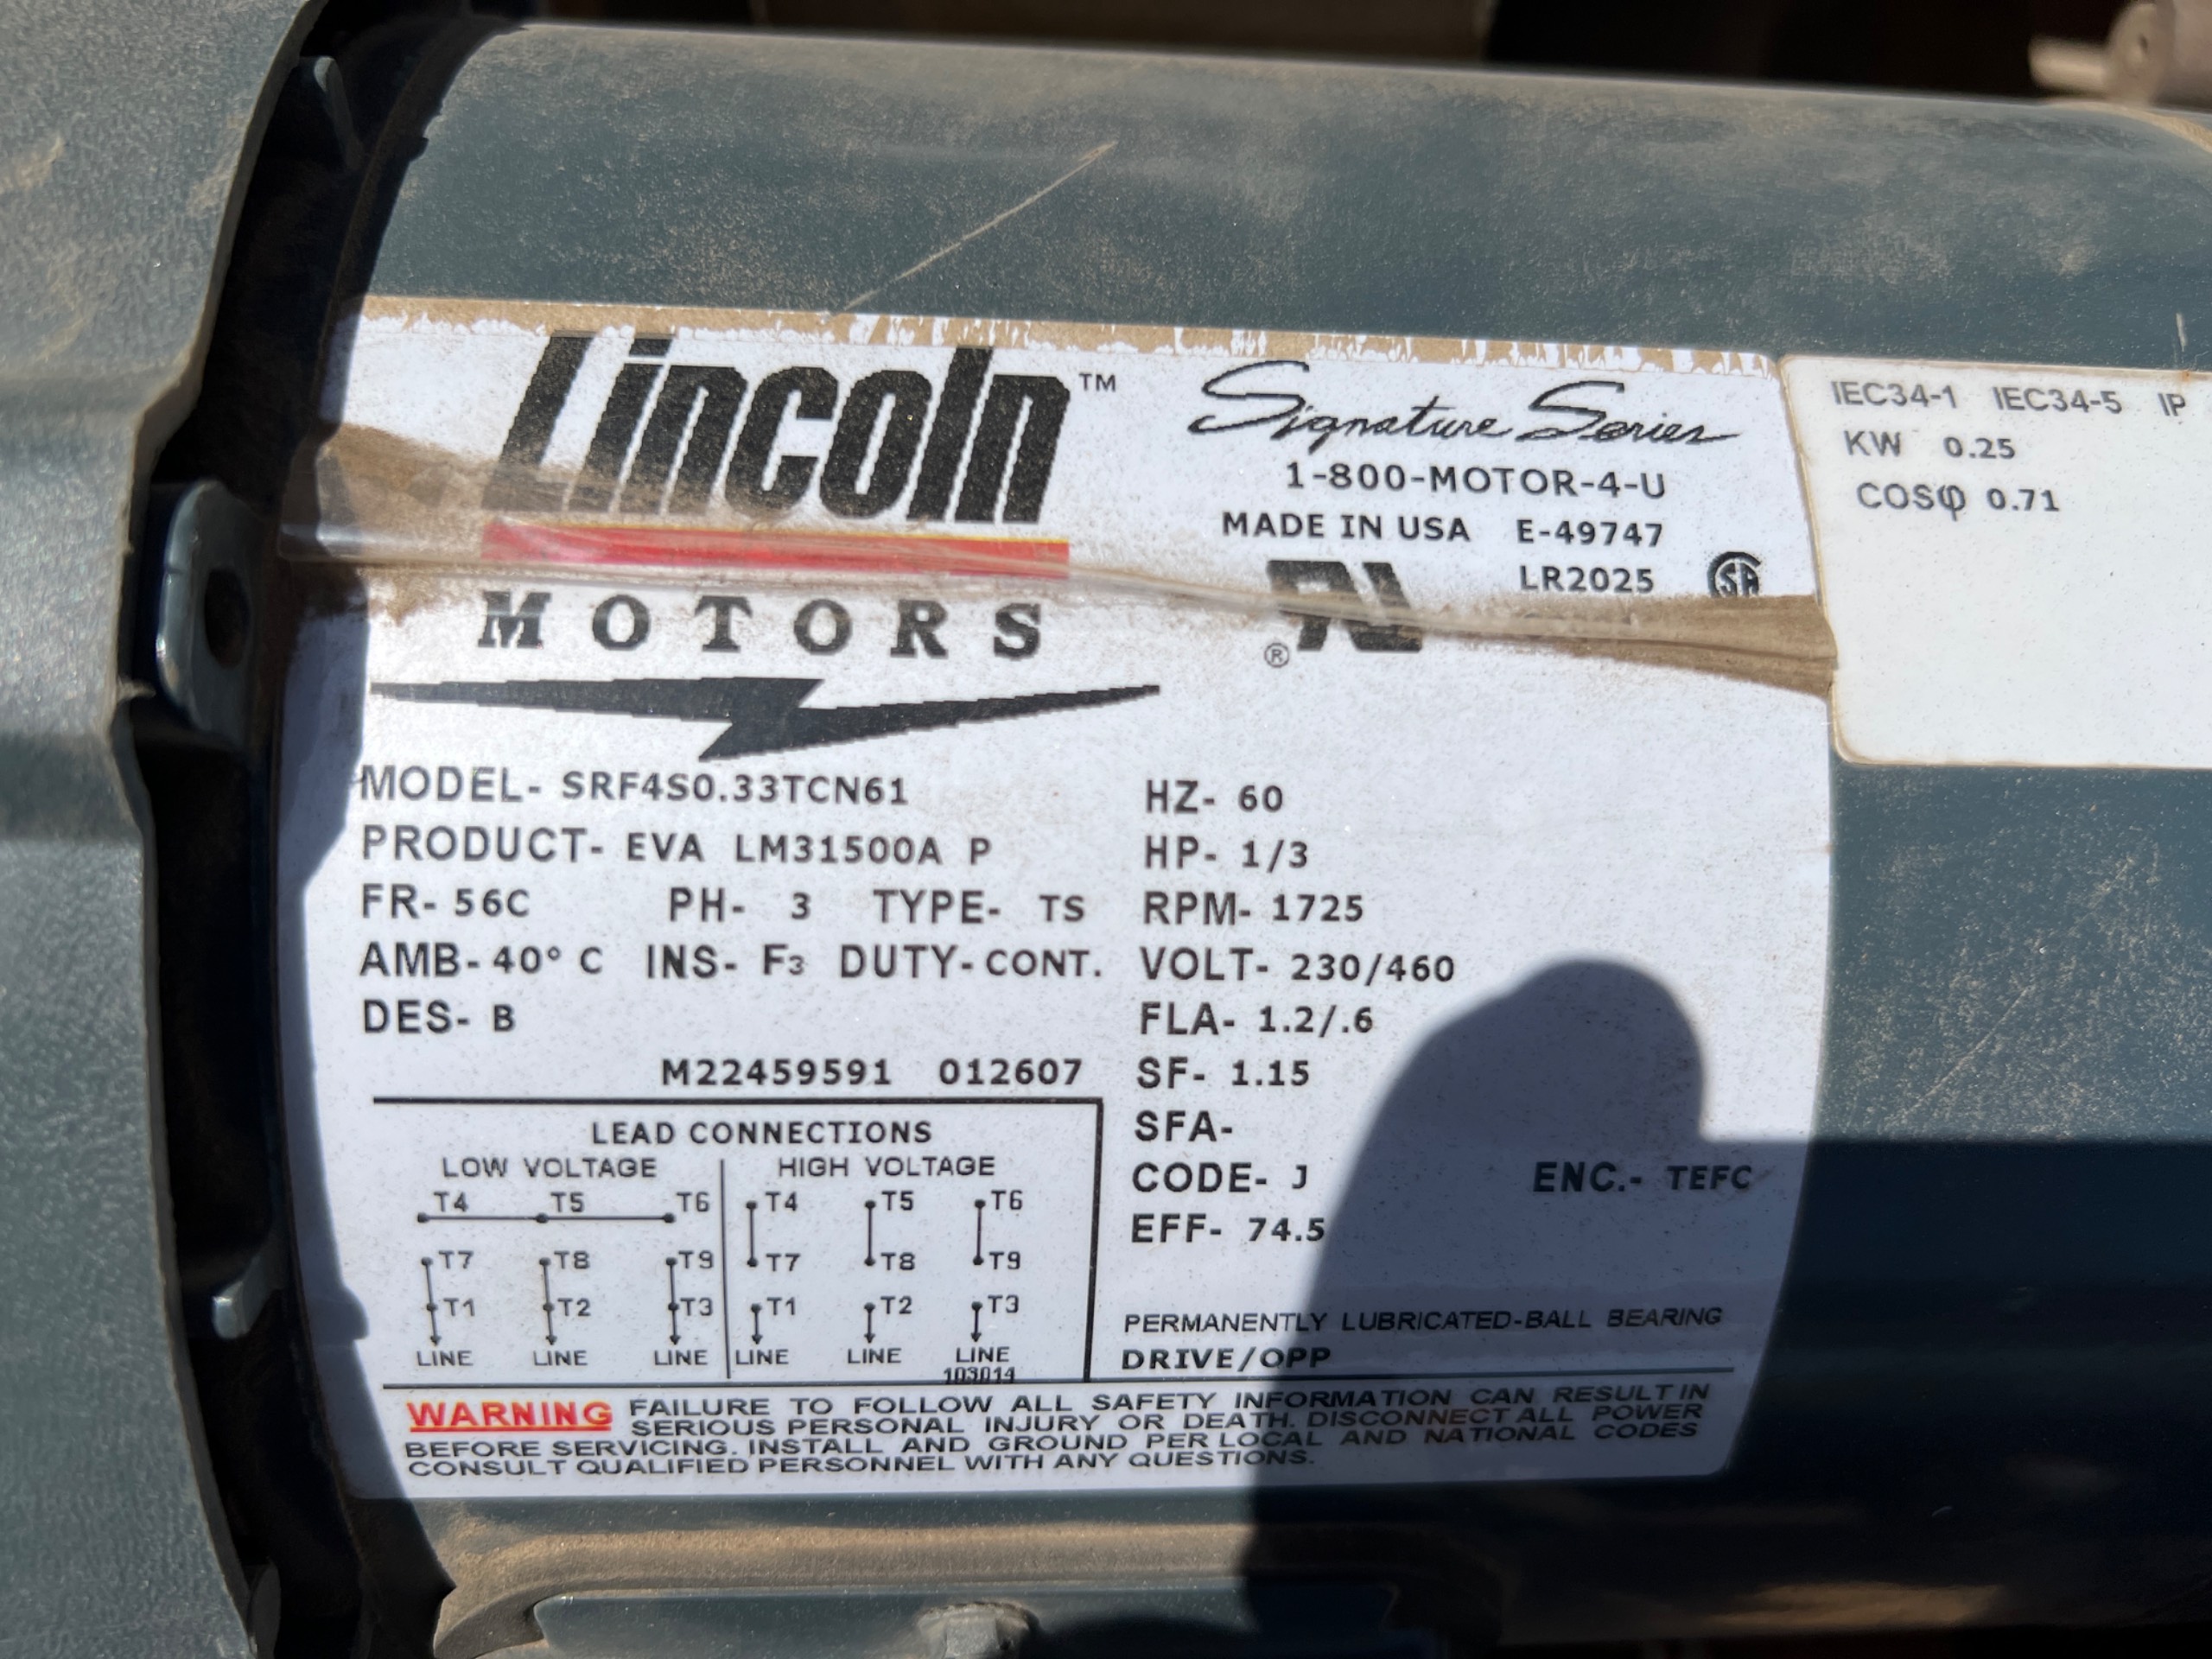 Lincoln™
MOTORS
Signature Series
1-800-MOTOR-4-U
MADE IN USA E-49747
LR2025
®
IEC34-1 IEC34-5 IP
KW 0.25
COSφ 0.71
MODEL- SRF4S0.33TCN61
PRODUCT- EVA LM31500A P
FR- 56C PH- 3 TYPE- TS
AMB- 40° C INS- F3 DUTY- CONT.
DES- B
M22459591 012607
HZ- 60
HP- 1/3
RPM- 1725
VOLT- 230/460
FLA- 1.2/.6
SF- 1.15
SFA-
CODE- J ENC.- TEFC
EFF- 74.5
PERMANENTLY LUBRICATED-BALL BEARING
DRIVE/OPP
LEAD CONNECTIONS
LOW VOLTAGE HIGH VOLTAGE
T4 T5 T6 T4 T5 T6
T7 T8 T9 T7 T8 T9
T1 T2 T3 T1 T2 T3
LINE LINE LINE LINE LINE LINE
103014
WARNING FAILURE TO FOLLOW ALL SAFETY INFORMATION CAN RESULT IN
SERIOUS PERSONAL INJURY OR DEATH. DISCONNECT ALL POWER
BEFORE SERVICING. INSTALL AND GROUND PER LOCAL AND NATIONAL CODES
CONSULT QUALIFIED PERSONNEL WITH ANY QUESTIONS.